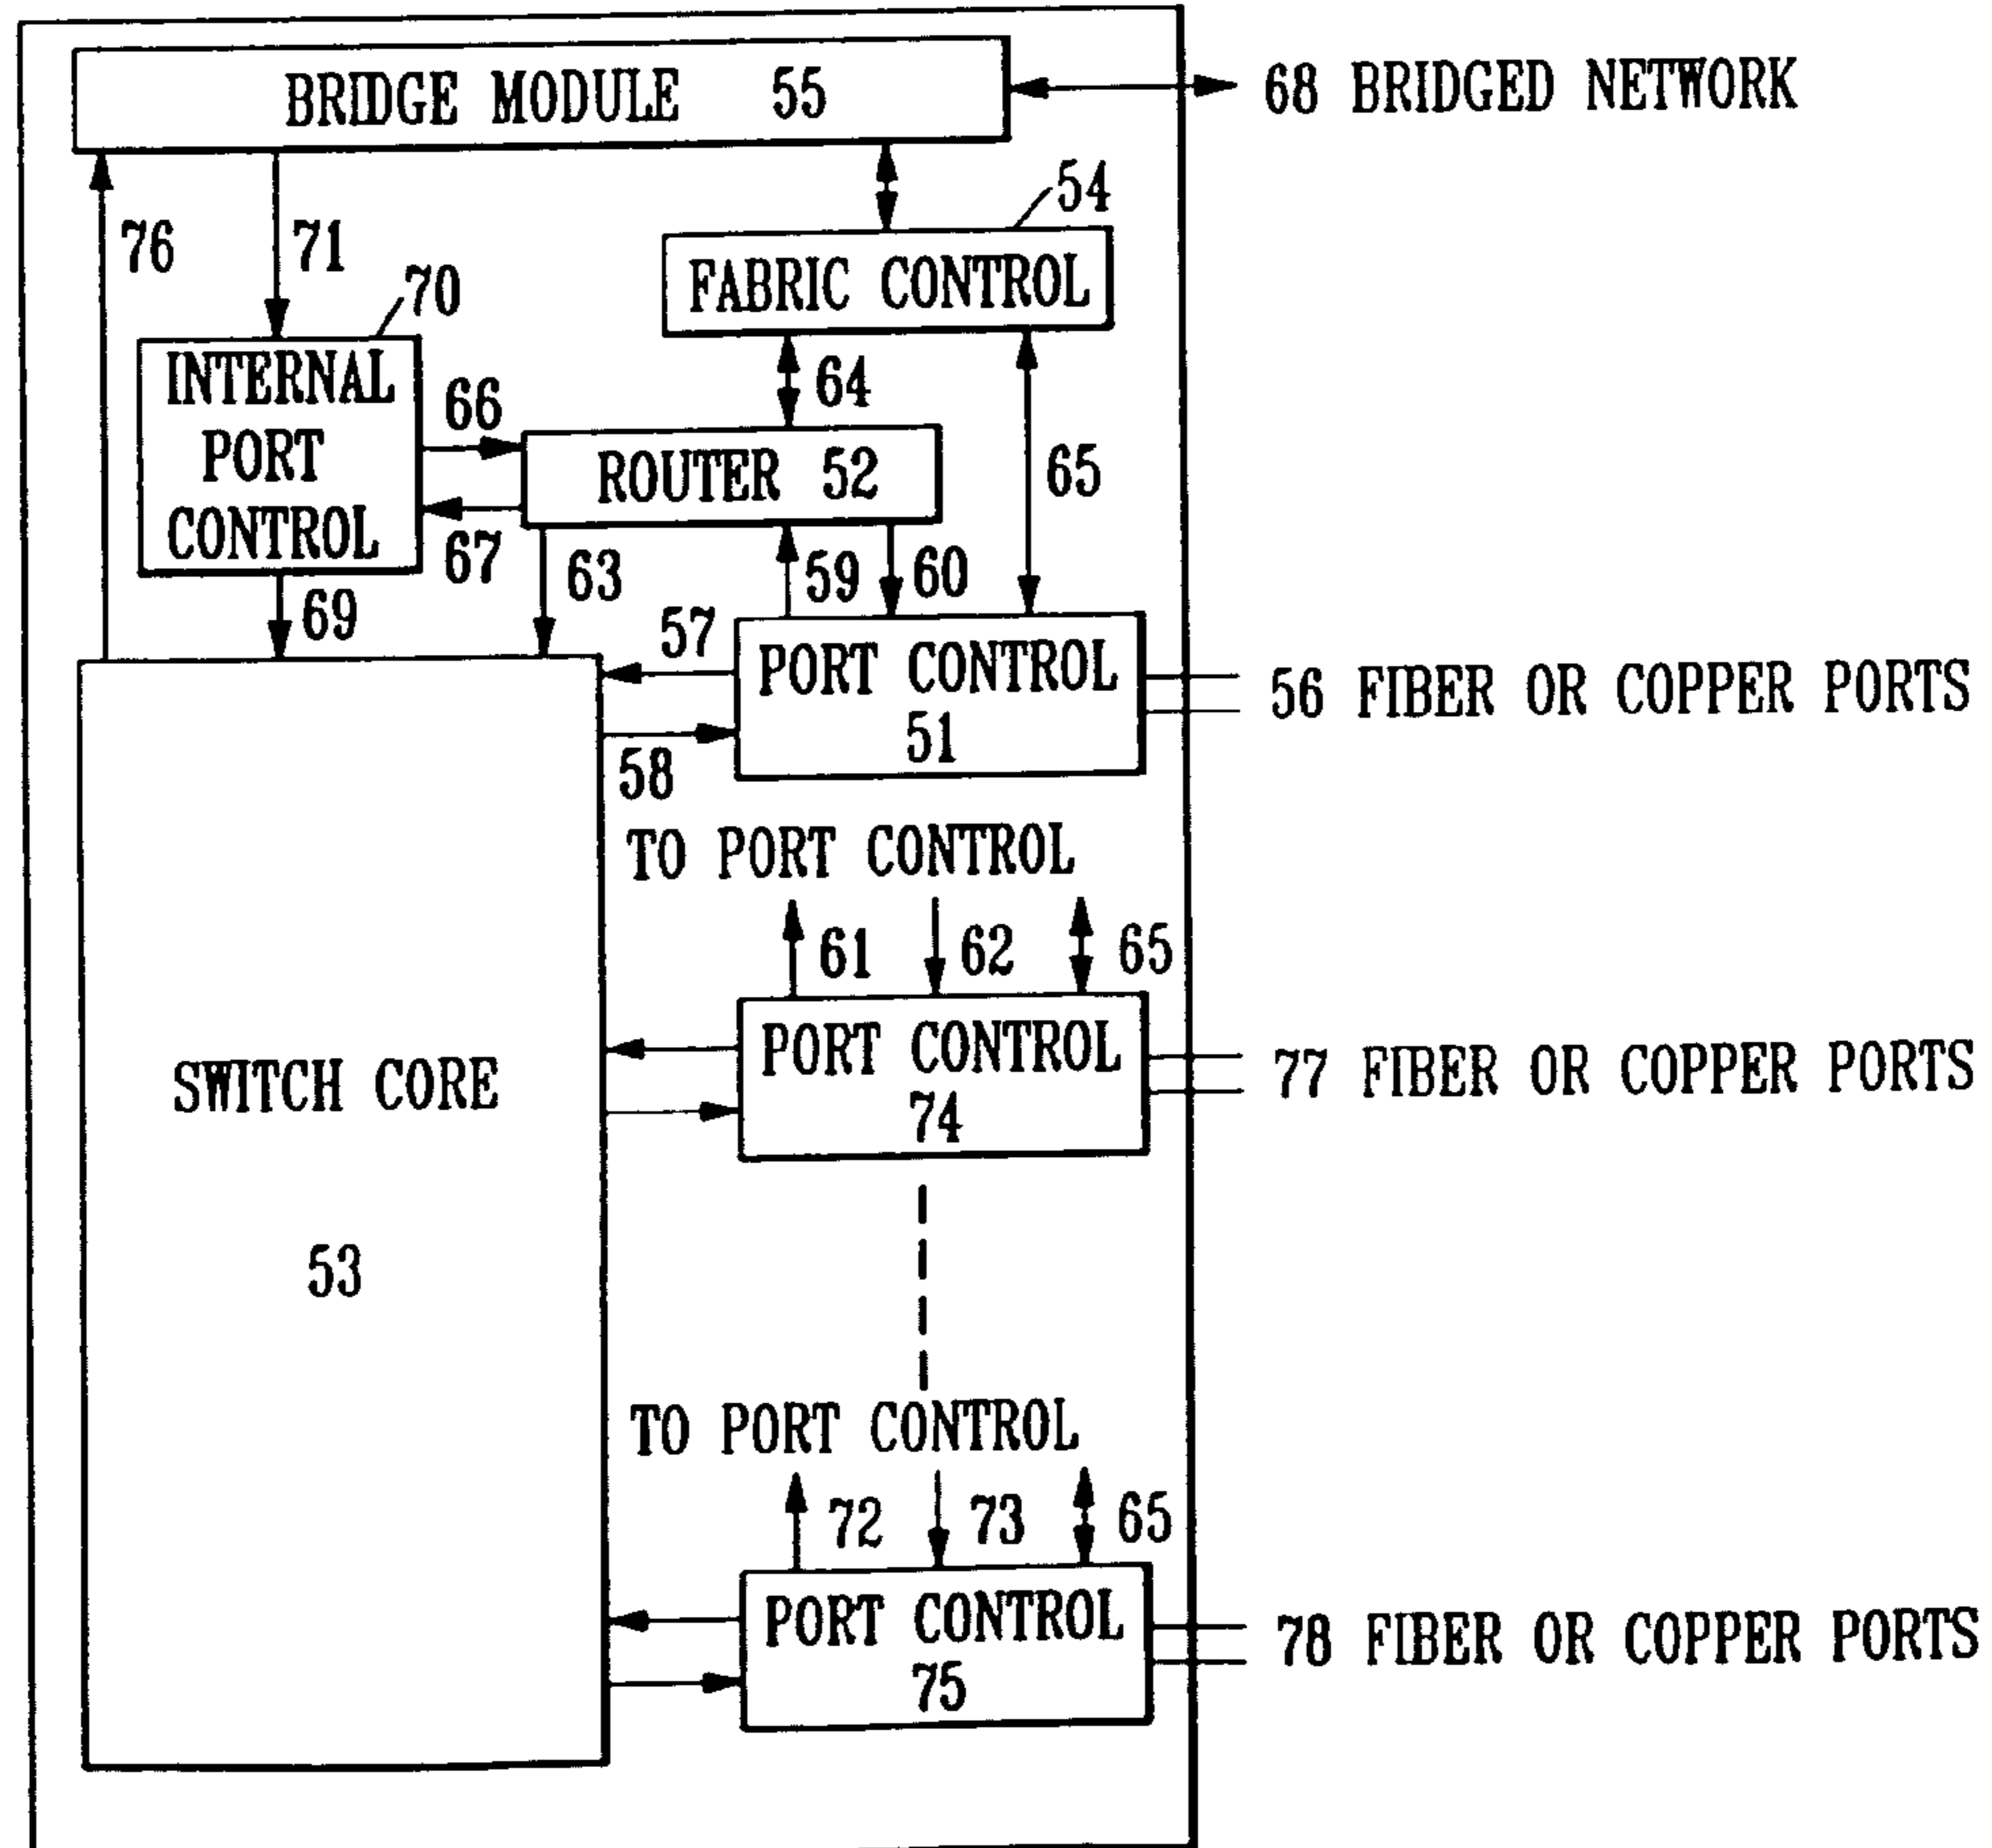 BRIDGE MODULE 55
68 BRIDGED NETWORK
54
76
71
FABRIC CONTROL
70
INTERNAL
PORT
CONTROL
66
64
ROUTER 52
65
67
63
59
60
69
57
PORT CONTROL
51
56 FIBER OR COPPER PORTS
58
TO PORT CONTROL
61
62
65
PORT CONTROL
74
77 FIBER OR COPPER PORTS
SWITCH CORE
53
TO PORT CONTROL
72
73
65
PORT CONTROL
75
78 FIBER OR COPPER PORTS